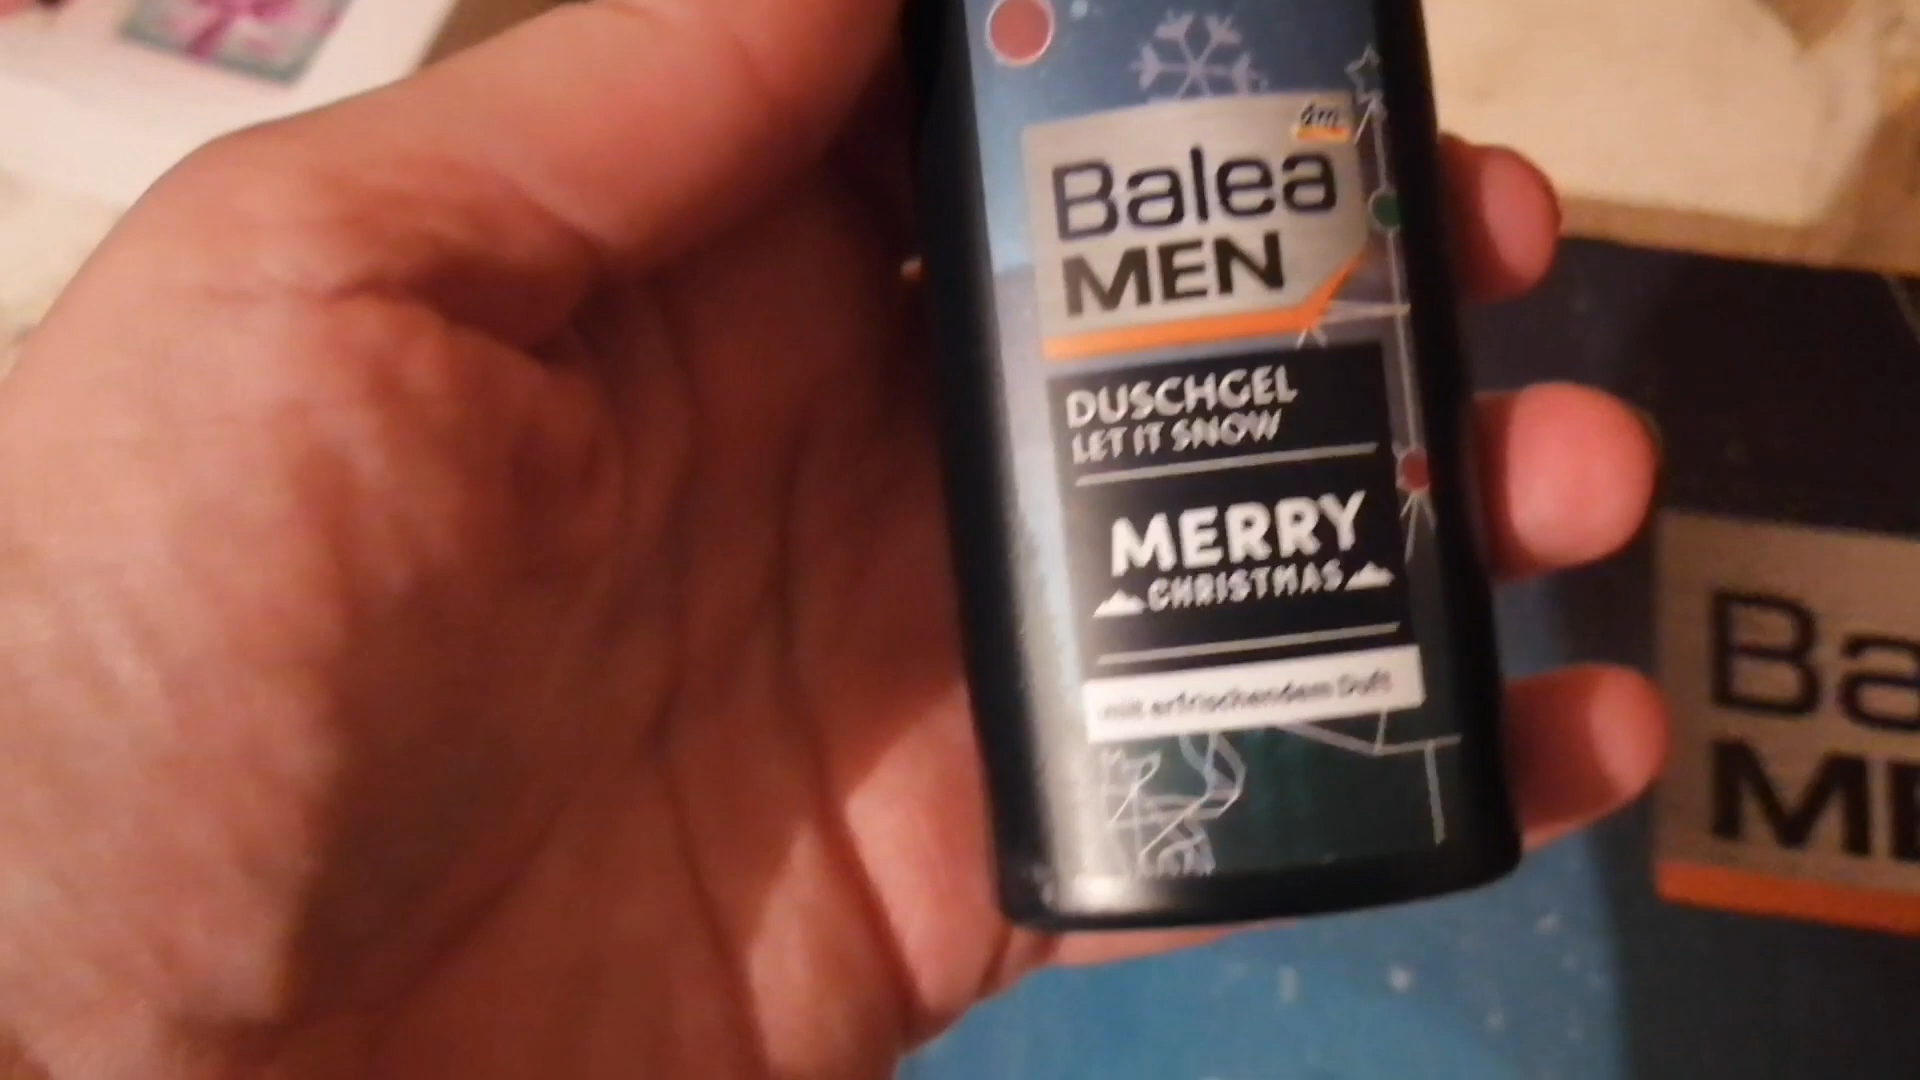 dm
Balea
MEN
DUSCHGEL
LET IT SNOW
MERRY
CHRISTMAS
mit erfrischendem Duft
Ba
ME